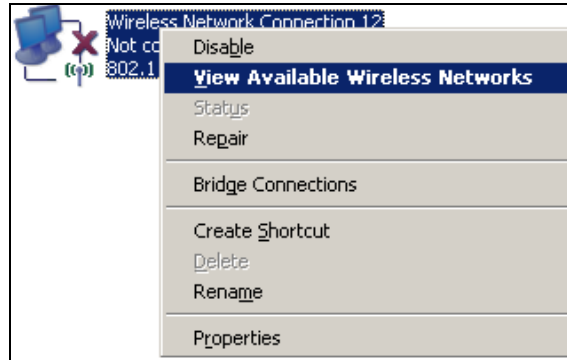 Wireless Network Connection 12
Not co
802.1
Disable
View Available Wireless Networks
Status
Repair
Bridge Connections
Create Shortcut
Delete
Rename
Properties